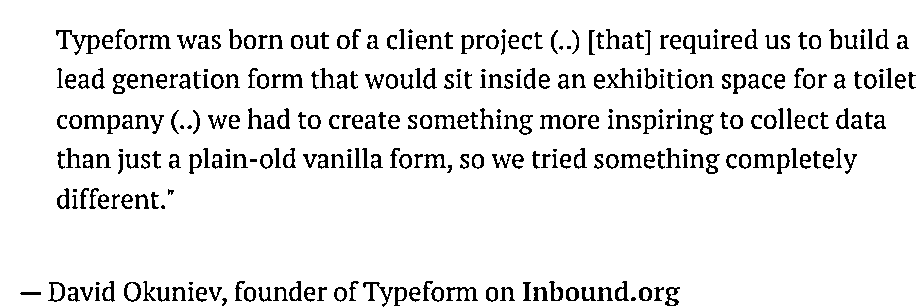 Typeform was born out of a client project (..) [that] required us to build a
lead generation form that would sit inside an exhibition space for a toilet
company (..) we had to create something more inspiring to collect data
than just a plain-old vanilla form, so we tried something completely
different."
— David Okuniev, founder of Typeform on Inbound.org